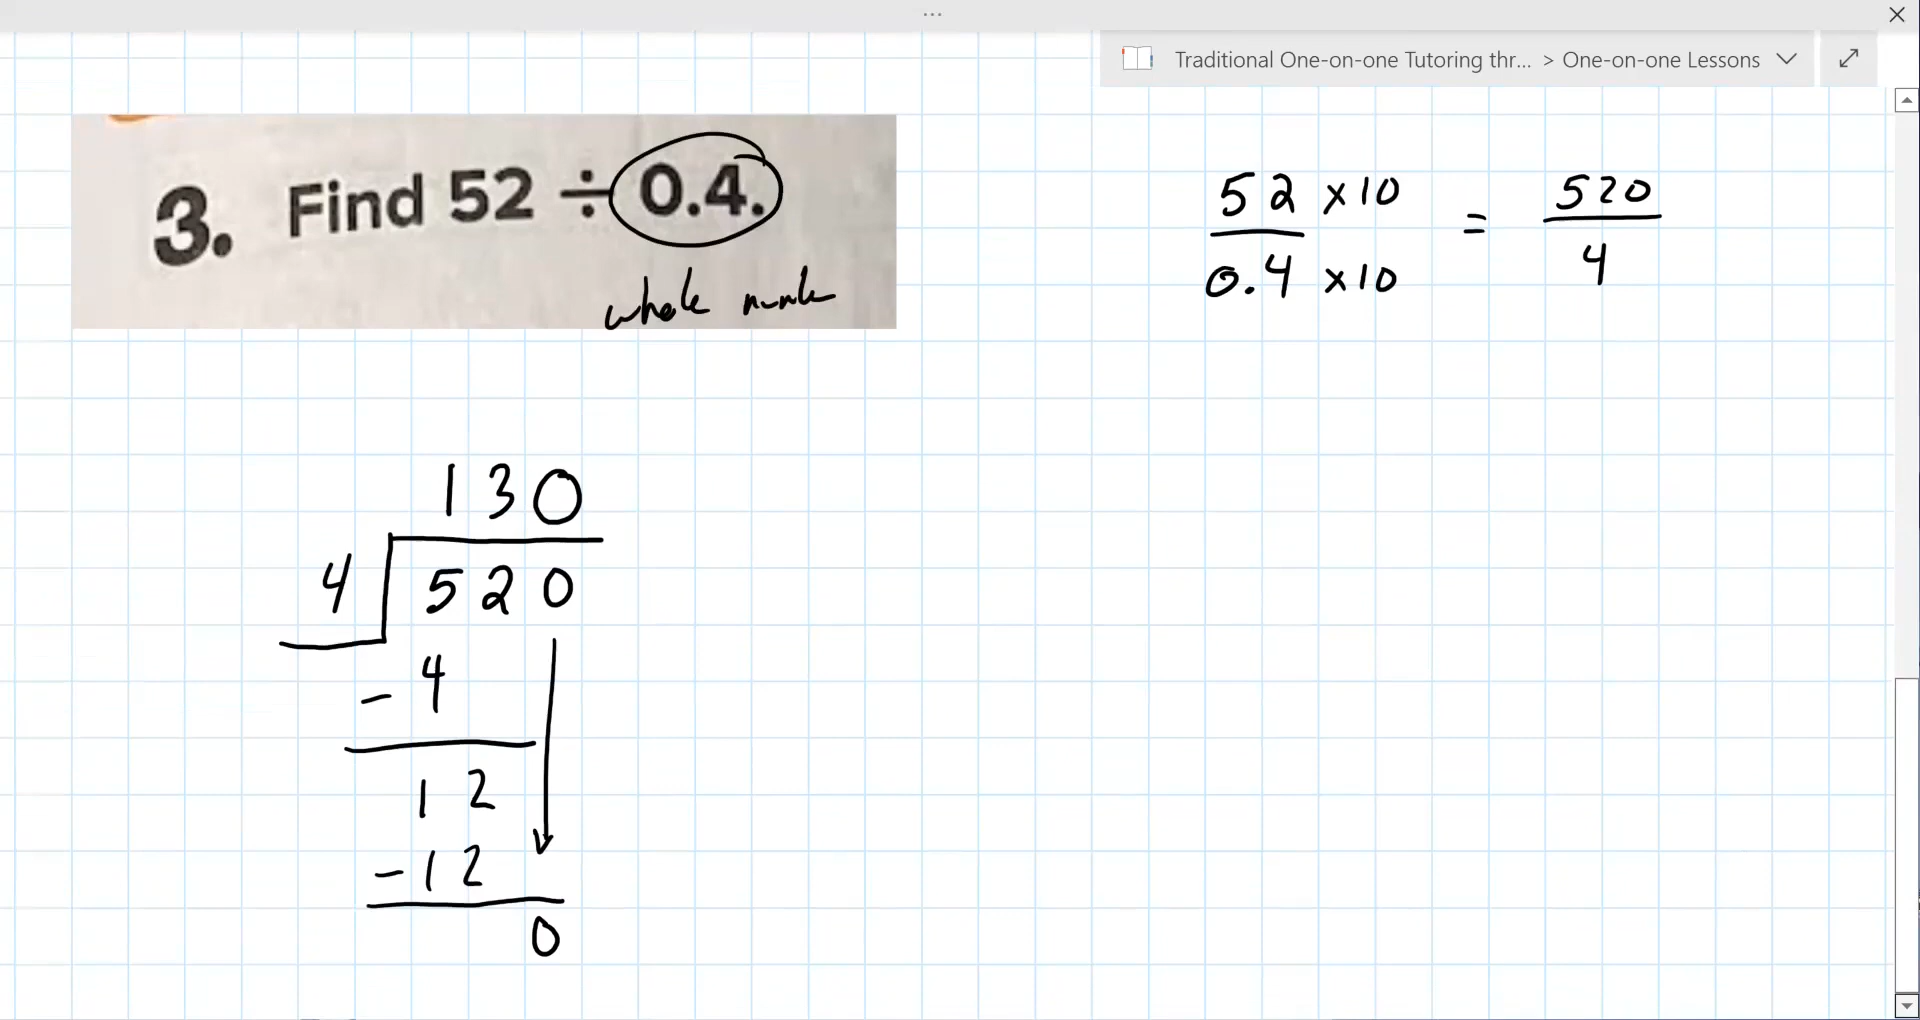 ...
Traditional One-on-one Tutoring thr... > One-on-one Lessons
3. Find 52 ÷ 0.4.
whole number
52 x10
0.4 x10
=
520
4
130
4 520
- 4
12
-12
0